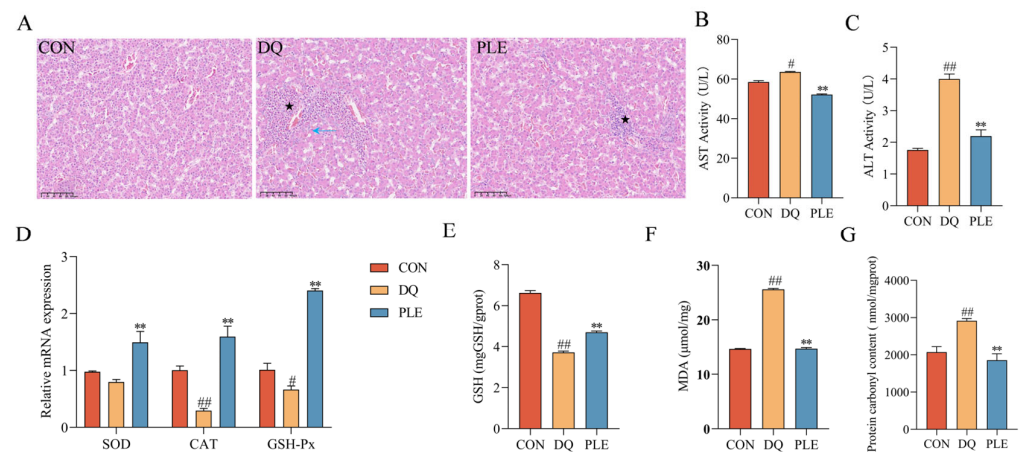 A
CON
DQ
PLE
B
AST Activity (U/L)
80
60
40
20
0
#
**
CON DQ PLE
C
ALT Activity (U/L)
5
4
3
2
1
0
##
**
CON DQ PLE
D
Relative mRNA expression
3
2
1
0
**
##
**
#
**
SOD CAT GSH-Px
CON
DQ
PLE
E
GSH (mgGSH/gprot)
8
6
4
2
0
##
**
CON DQ PLE
F
MDA (μmol/mg)
30
20
10
0
##
**
CON DQ PLE
G
Protein carbonyl content ( nmol/mgprot)
4000
3000
2000
1000
0
##
**
CON DQ PLE